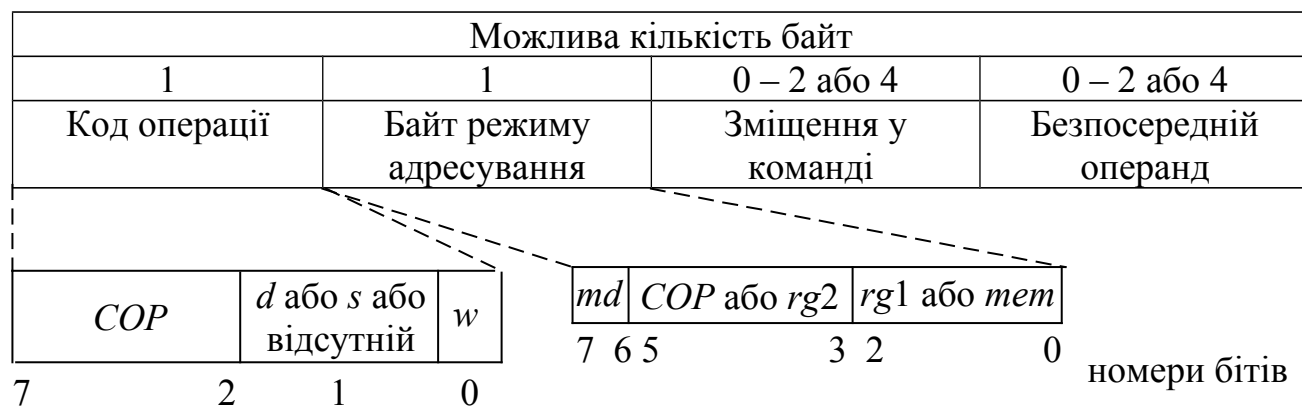 Можлива кількість байт
1 1 0 – 2 або 4 0 – 2 або 4
Код операції Байт режиму адресування Зміщення у команді Безпосередній операнд
COP d або s або відсутній w md COP або rg2 rg1 або mem
7 2 1 0 7 6 5 3 2 0 номери бітів